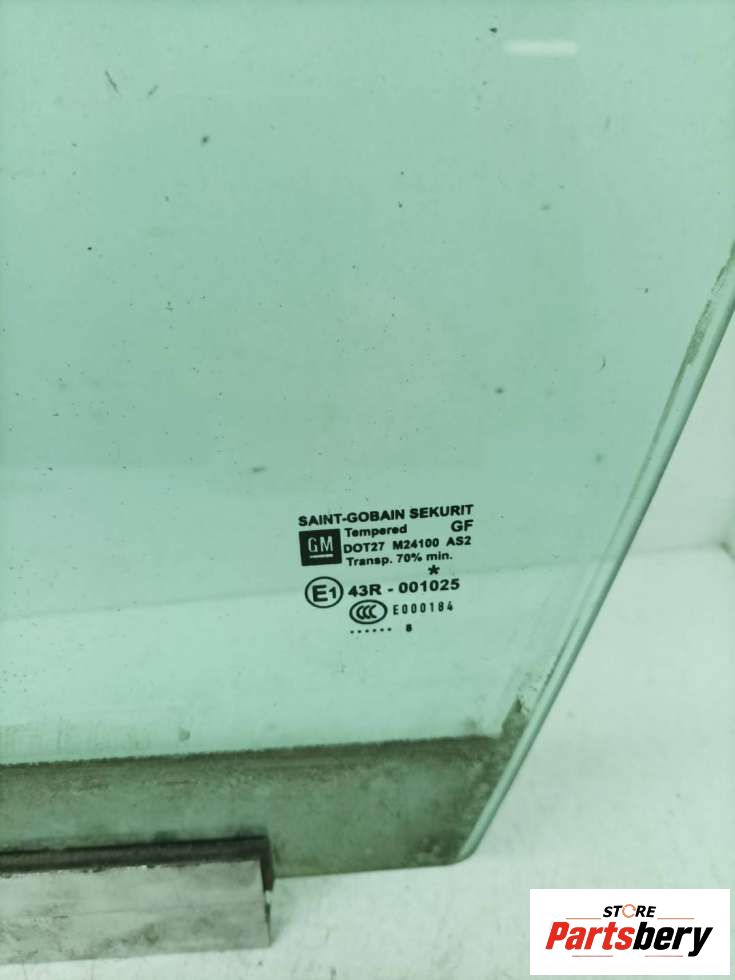 SAINT-GOBAIN SEKURIT
Tempered GF
GM DOT27 M24100 AS2
Transp. 70% min.
*
E1 43R - 001025
CCC E000184
...... 8
STORE
Partsbery